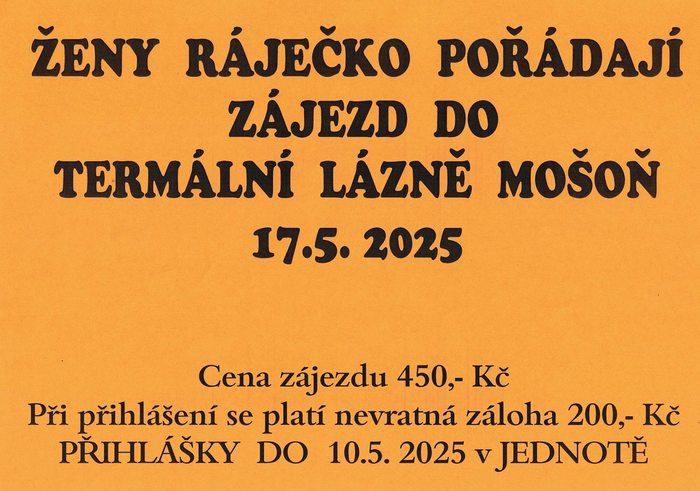 ŽENY RÁJEČKO POŘÁDAJÍ
ZÁJEZD DO
TERMÁLNÍ LÁZNĚ MOŠOŇ
17.5. 2025
Cena zájezdu 450,- Kč
Při přihlášení se platí nevratná záloha 200,- Kč
PŘIHLÁŠKY DO 10.5. 2025 v JEDNOTĚ